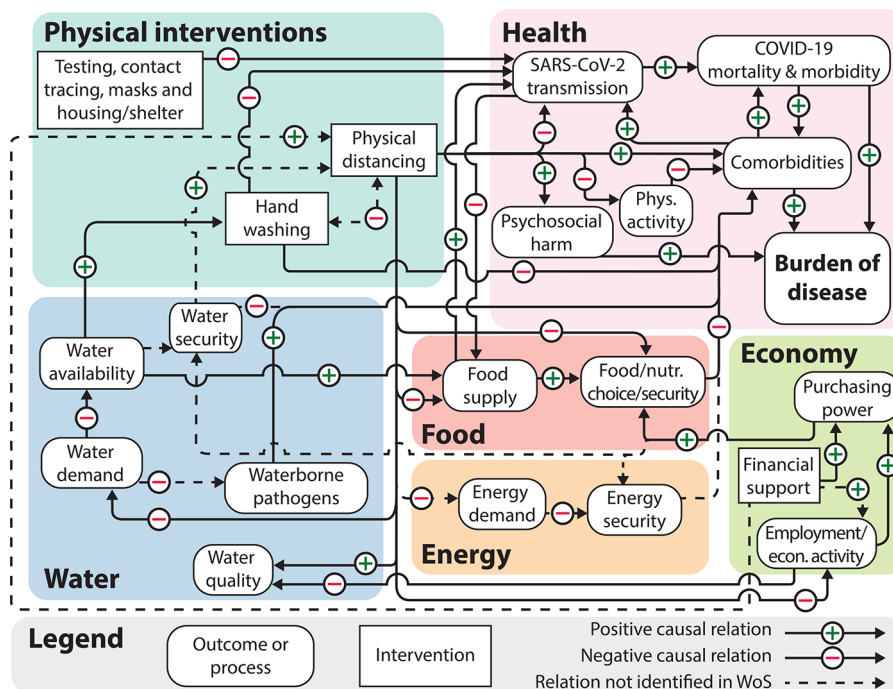 Physical interventions
Testing, contact
tracing, masks and
housing/shelter
Physical
distancing
Hand
washing
Health
SARS-CoV-2
transmission
COVID-19
mortality & morbidity
Comorbidities
Phys.
activity
Psychosocial
harm
Burden of
disease
Water
security
Water
availability
Water
demand
Waterborne
pathogens
Water
quality
Water
Food
supply
Food/nutr.
choice/security
Food
Energy
demand
Energy
security
Energy
Economy
Purchasing
power
Financial
support
Employment/
econ. activity
Legend
Outcome or
process
Intervention
Positive causal relation
Negative causal relation
Relation not identified in WoS